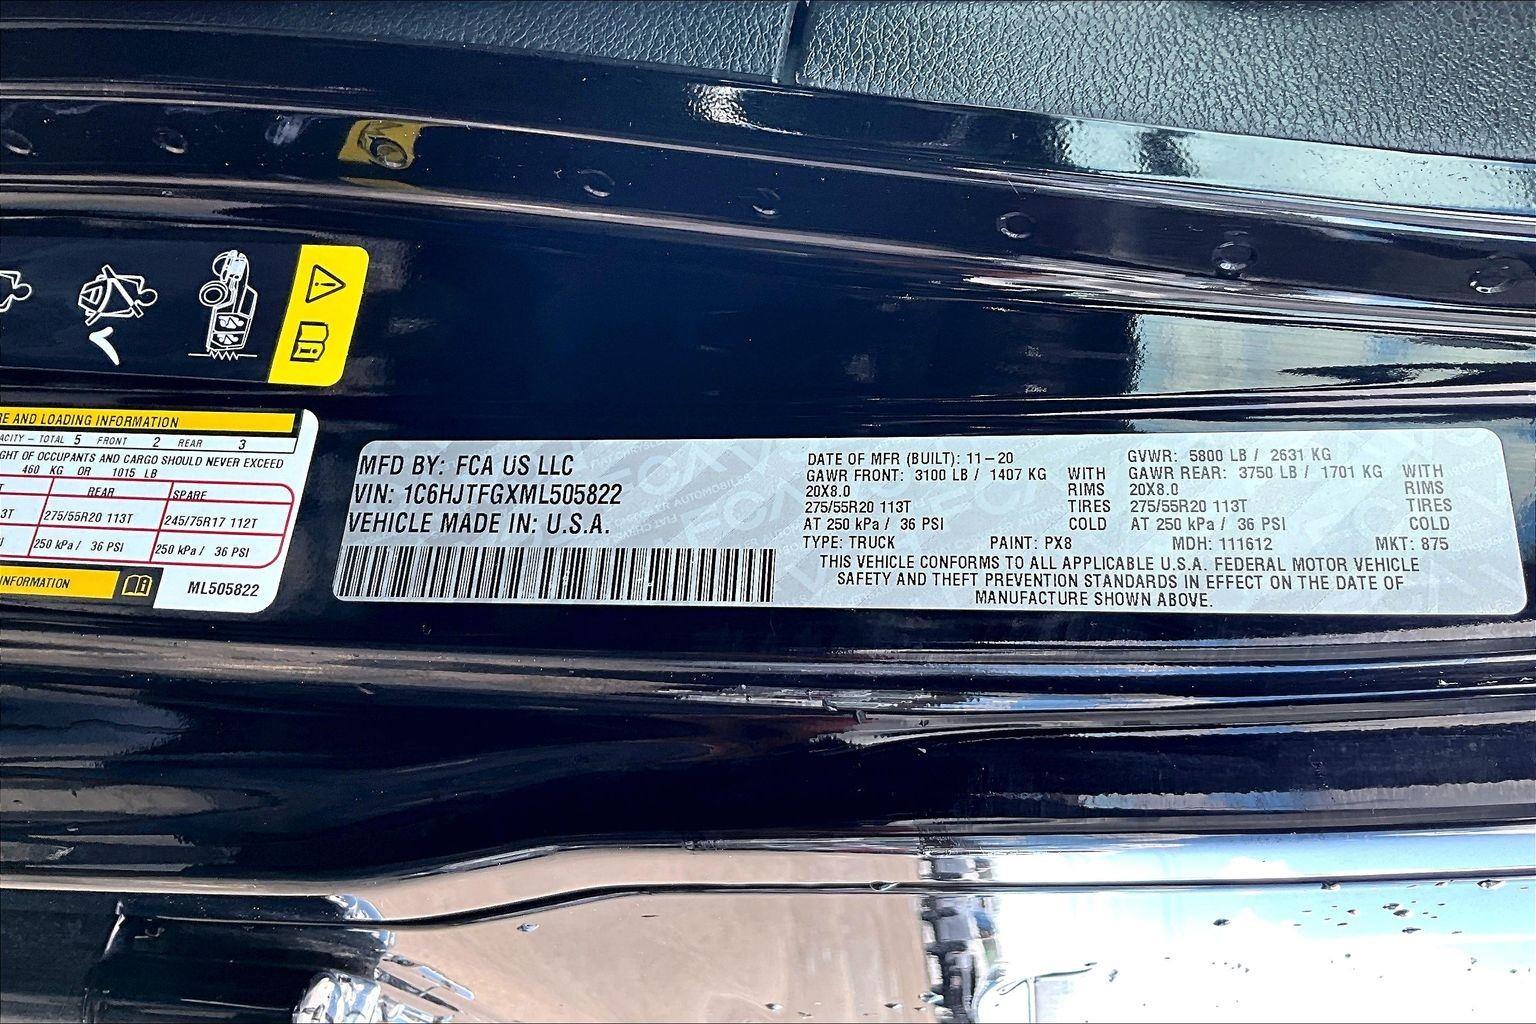 RE AND LOADING INFORMATION
ACITY – TOTAL 5 FRONT 2 REAR 3
GHT OF OCCUPANTS AND CARGO SHOULD NEVER EXCEED
460 KG OR 1015 LB
REAR SPARE
3T 275/55R20 113T 245/75R17 112T
I 250 kPa / 36 PSI 250 kPa / 36 PSI
INFORMATION
ML505822
MFD BY: FCA US LLC
VIN: 1C6HJTFGXML505822
VEHICLE MADE IN: U.S.A.
DATE OF MFR (BUILT): 11-20 GVWR: 5800 LB / 2631 KG
GAWR FRONT: 3100 LB / 1407 KG WITH GAWR REAR: 3750 LB / 1701 KG WITH
20X8.0 RIMS 20X8.0 RIMS
275/55R20 113T TIRES 275/55R20 113T TIRES
AT 250 kPa / 36 PSI COLD AT 250 kPa / 36 PSI COLD
TYPE: TRUCK PAINT: PX8 MDH: 111612 MKT: 875
THIS VEHICLE CONFORMS TO ALL APPLICABLE U.S.A. FEDERAL MOTOR VEHICLE
SAFETY AND THEFT PREVENTION STANDARDS IN EFFECT ON THE DATE OF
MANUFACTURE SHOWN ABOVE.